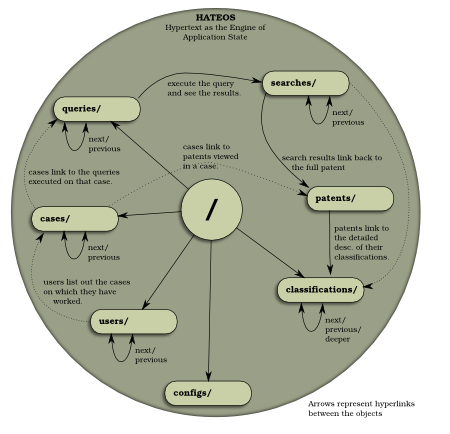 HATEOS
Hypertext as the Engine of
Application State
searches/
execute the query
and see the results.
queries/
next/
previous
next/
previous
cases link to
patents viewed
in a case.
search results link back to
the full patent
cases link to the queries
executed on that case.
patents/
/
cases/
patents link to
the detailed
desc. of their
classifications.
next/
previous
users list out the cases
on which they have
worked.
classifications/
users/
next/
previous/
deeper
next/
previous
configs/
Arrows represent hyperlinks
between the objects